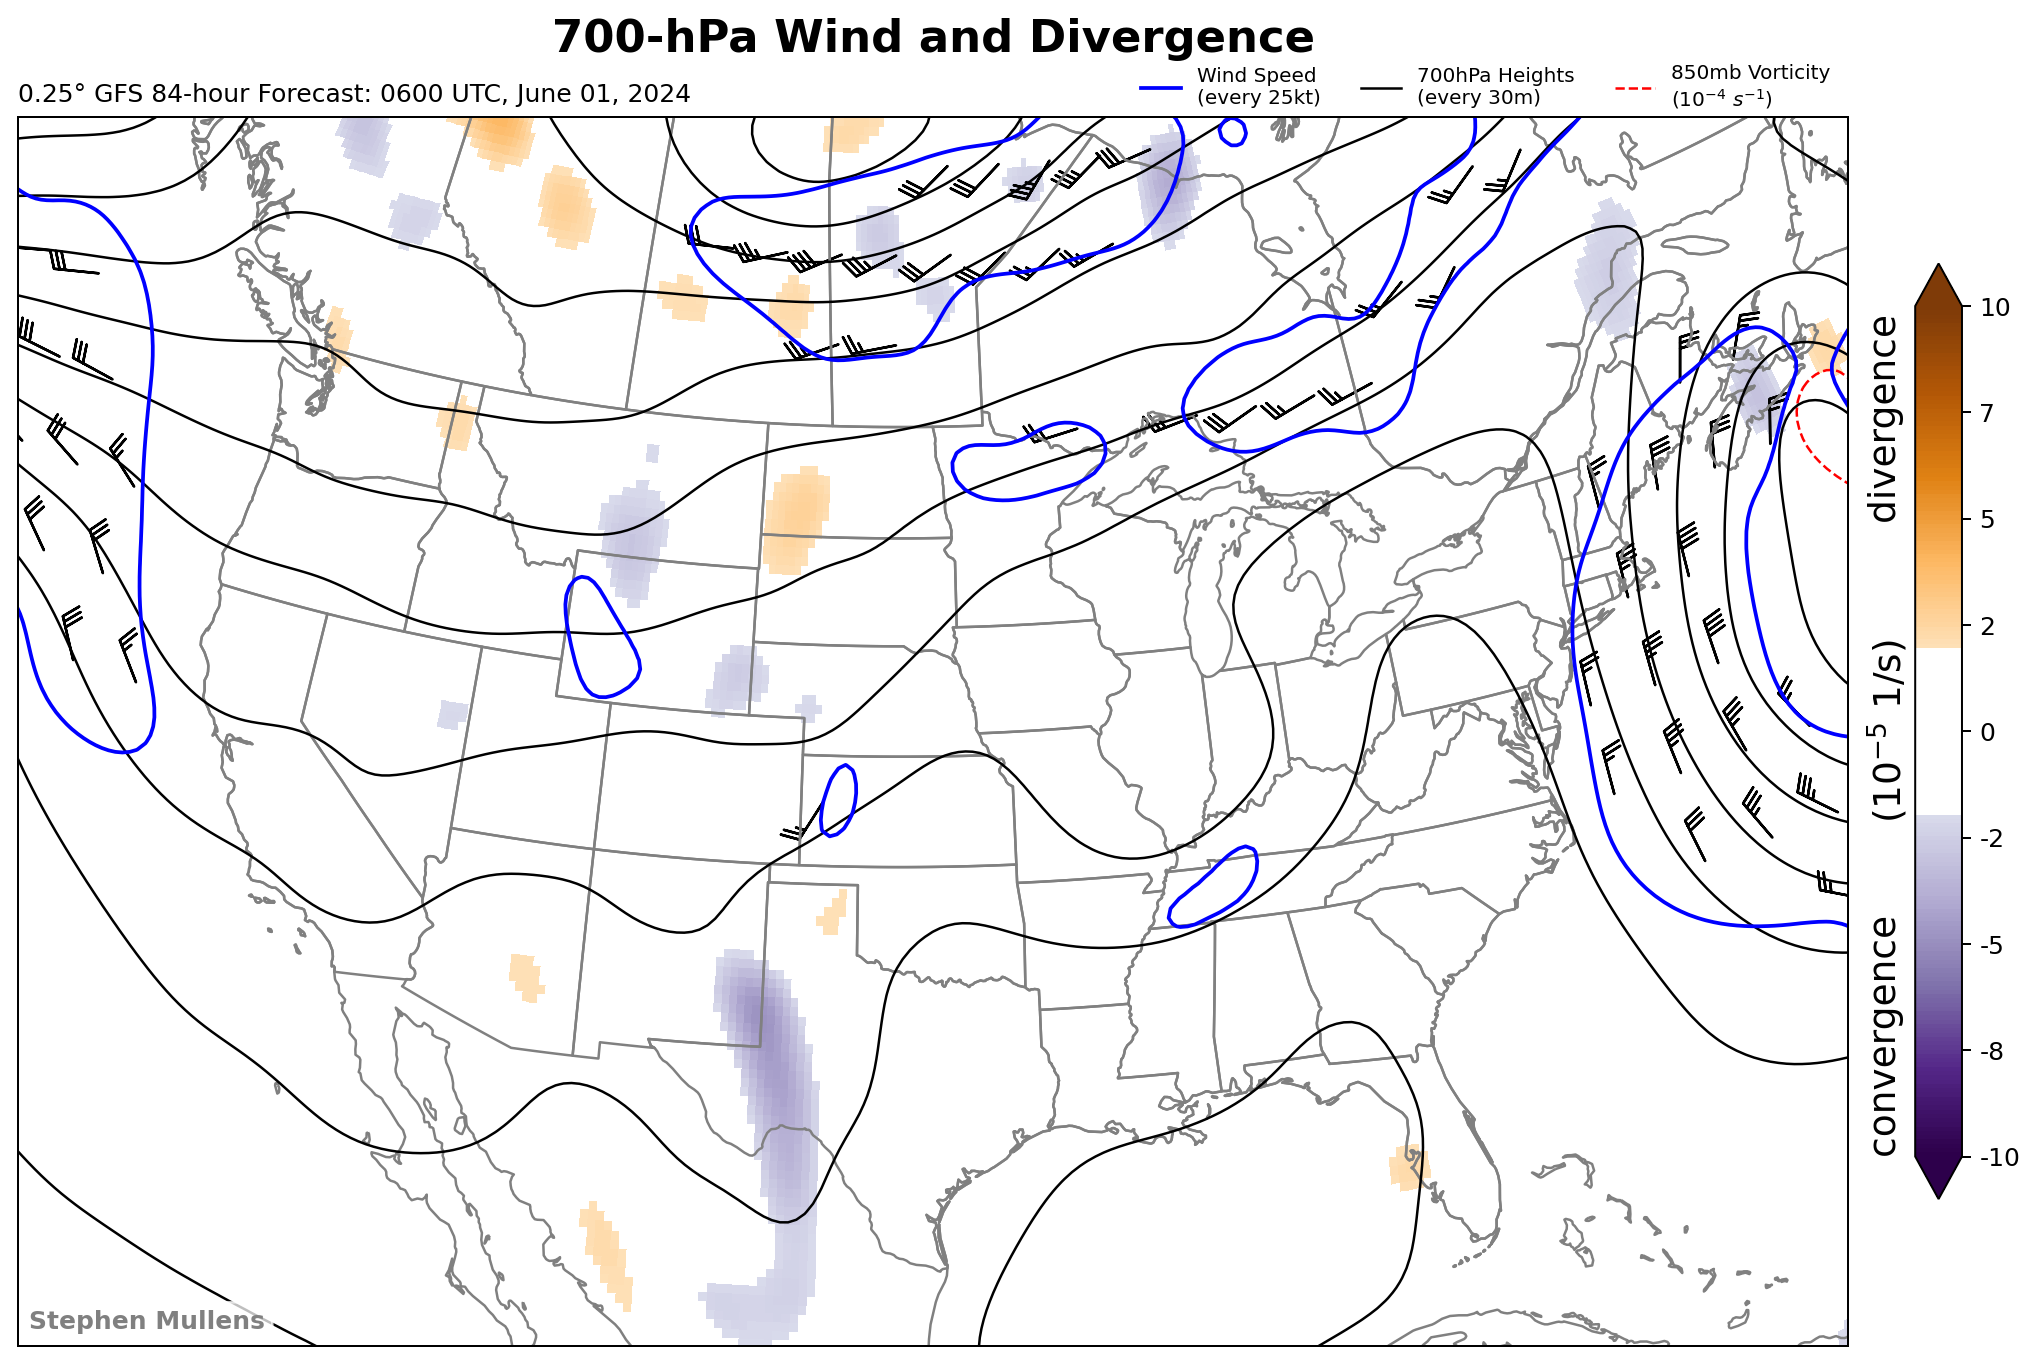 700-hPa Wind and Divergence
0.25° GFS 84-hour Forecast: 0600 UTC, June 01, 2024
Wind Speed
(every 25kt)
700hPa Heights
(every 30m)
850mb Vorticity
(10⁻⁴ s⁻¹)
10
7
5
2
0
-2
-5
-8
-10
convergence (10⁻⁵ 1/s) divergence
Stephen Mullens